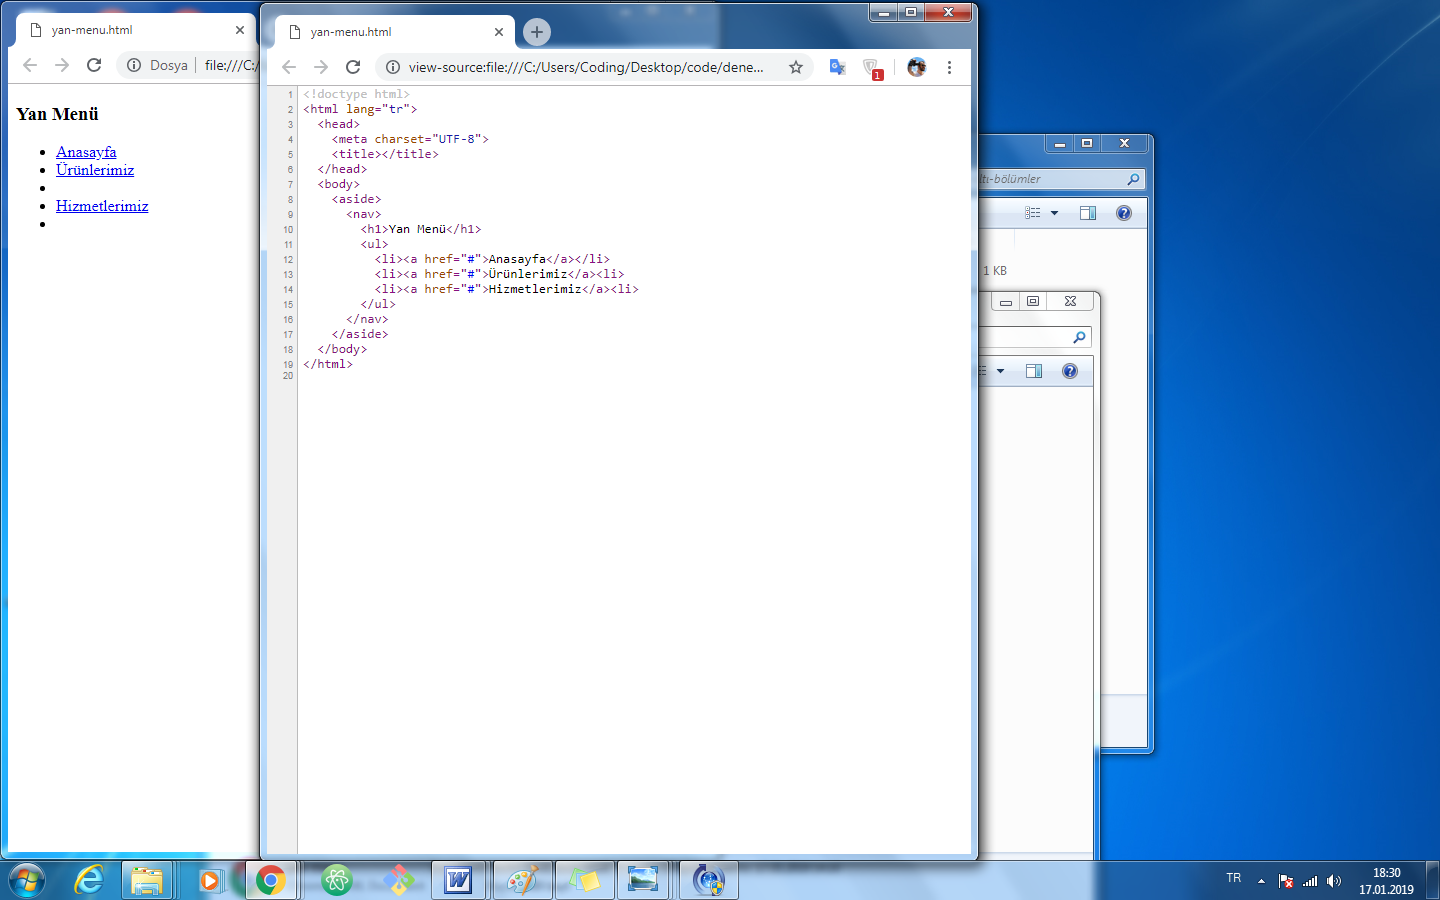 yan-menu.html
Dosya
file:///C:/
Yan Menü
Anasayfa
Ürünlerimiz
Hizmetlerimiz
yan-menu.html
view-source:file:///C:/Users/Coding/Desktop/code/dene...
1
1 <!doctype html>
2 <html lang="tr">
3 <head>
4 <meta charset="UTF-8">
5 <title></title>
6 </head>
7 <body>
8 <aside>
9 <nav>
10 <h1>Yan Menü</h1>
11 <ul>
12 <li><a href="#">Anasayfa</a></li>
13 <li><a href="#">Ürünlerimiz</a><li>
14 <li><a href="#">Hizmetlerimiz</a><li>
15 </ul>
16 </nav>
17 </aside>
18 </body>
19 </html>
20
ltı-bölümler
1 KB
TR
18:30
17.01.2019